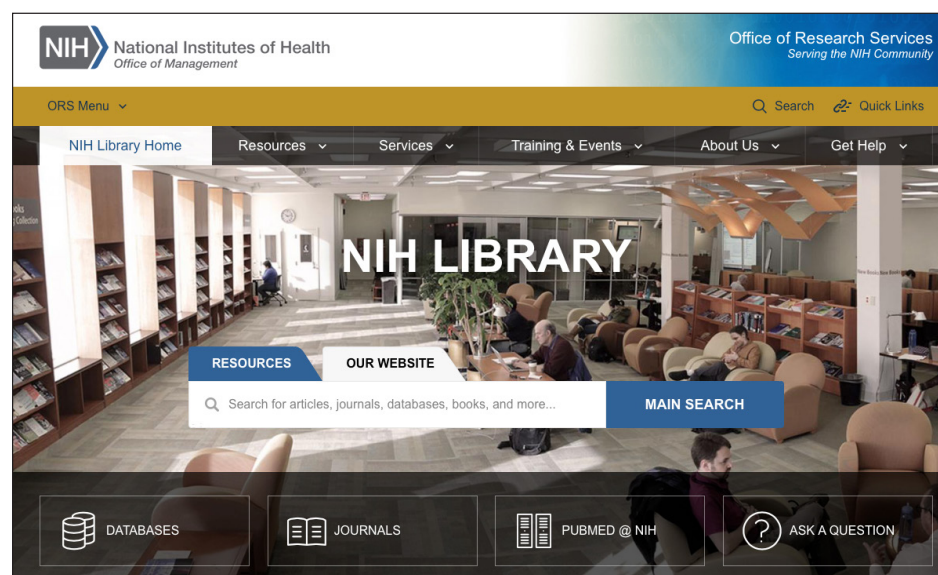 NIH
National Institutes of Health
Office of Management
Office of Research Services
Serving the NIH Community
ORS Menu
Search
Quick Links
NIH Library Home
Resources
Services
Training & Events
About Us
Get Help
NIH LIBRARY
RESOURCES
OUR WEBSITE
Search for articles, journals, databases, books, and more...
MAIN SEARCH
DATABASES
JOURNALS
PUBMED @ NIH
ASK A QUESTION